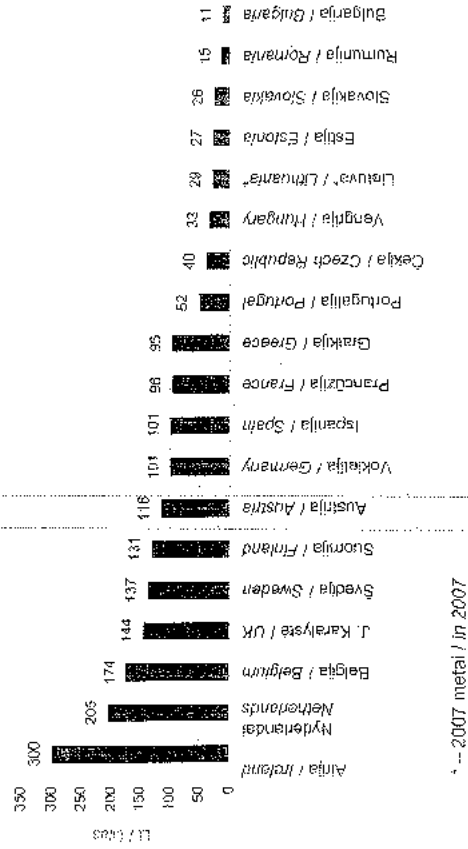 350
300
250
200
150
100
50
0
300
205
174
144
137
131
116
101
101
96
95
52
40
33
29
27
26
15
11
Airija / Ireland
Nyderlandai
Netherlands
Belgija / Belgium
J. Karalystė / UK
Švedija / Sweden
Suomija / Finland
Austrija / Austria
Vokietija / Germany
Ispanija / Spain
Prancūzija / France
Graikija / Greece
Portugalija / Portugal
Čekija / Czech Republic
Vengrija / Hungary
Lietuva* / Lithuania*
Estija / Estonia
Slovakija / Slovakia
Rumunija / Romania
Bulgarija / Bulgaria
* -- 2007 metai / in 2007